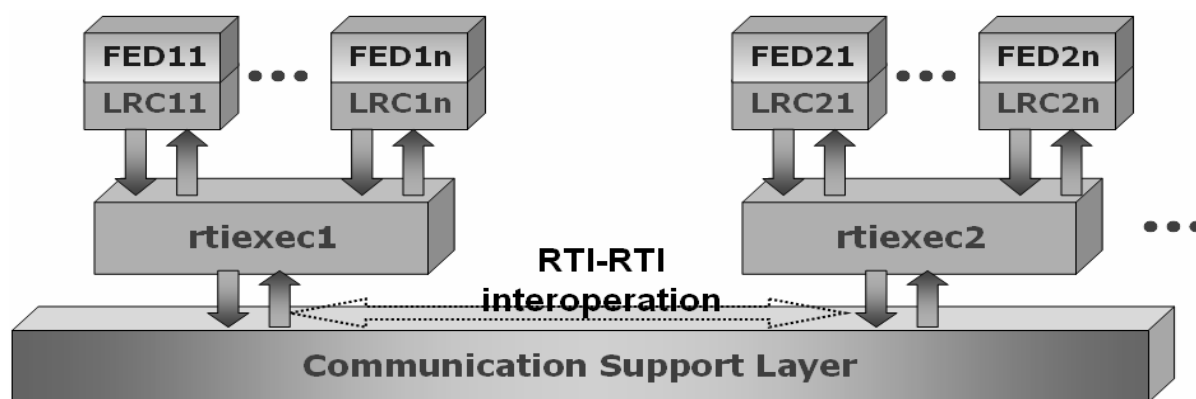 FED11
FED1n
FED21
FED2n
LRC11
LRC1n
LRC21
LRC2n
rtiexec1
rtiexec2
RTI-RTI
interoperation
Communication Support Layer